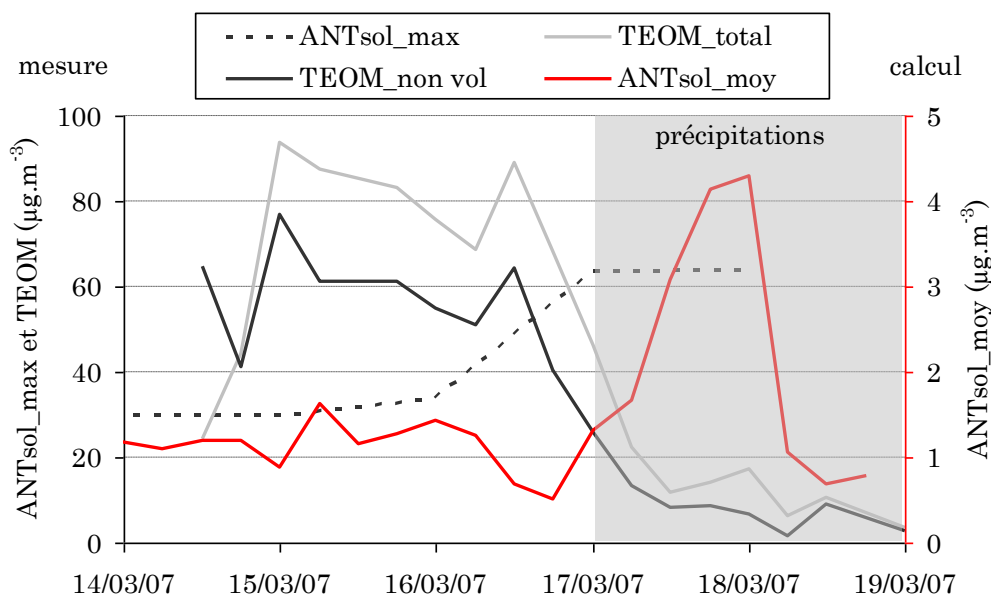 ANTsol_max TEOM_total
TEOM_non vol ANTsol_moy
mesure calcul
précipitations
ANTsol_max et TEOM (µg.m-3)
100
80
60
40
20
0
5
4
3
2
1
0
ANTsol_moy (µg.m-3)
14/03/07 15/03/07 16/03/07 17/03/07 18/03/07 19/03/07